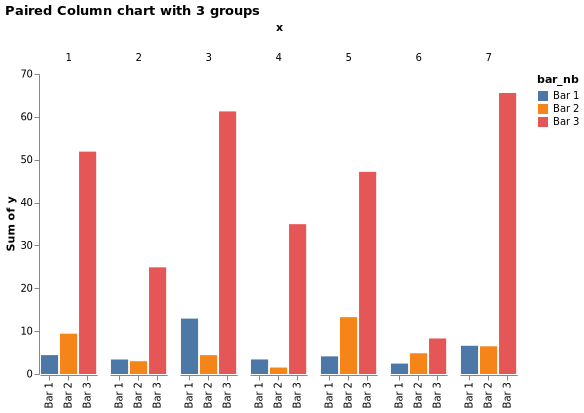 Paired Column chart with 3 groups
x
1 2 3 4 5 6 7
bar_nb
Bar 1
Bar 2
Bar 3
Sum of y
70
60
50
40
30
20
10
0
Bar 1 Bar 2 Bar 3 Bar 1 Bar 2 Bar 3 Bar 1 Bar 2 Bar 3 Bar 1 Bar 2 Bar 3 Bar 1 Bar 2 Bar 3 Bar 1 Bar 2 Bar 3 Bar 1 Bar 2 Bar 3